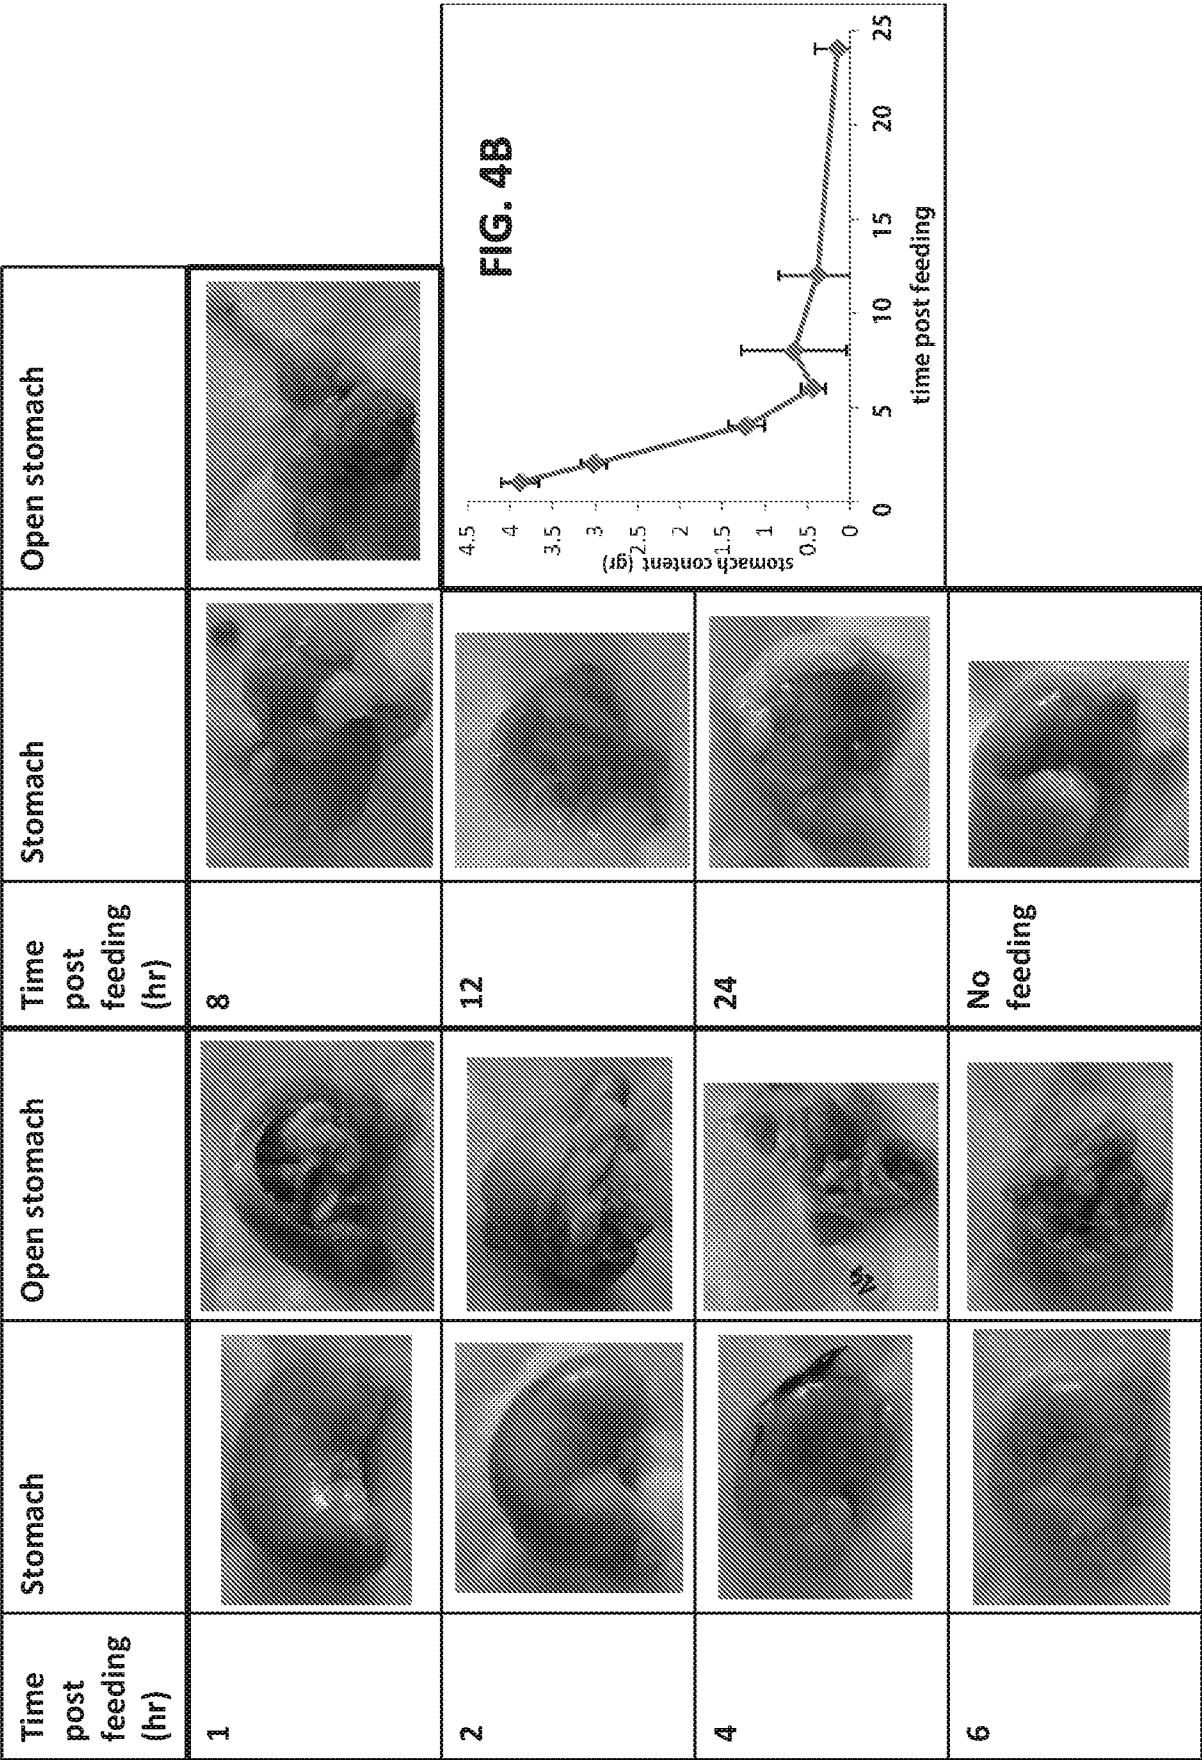 Time
post
feeding
(hr)
Stomach
Open stomach
Time
post
feeding
(hr)
Stomach
Open stomach
1
8
2
12
4
52
24
6
No
feeding
FIG. 4B
stomach content (gr)
4.5
4
3.5
3
2.5
2
1.5
1
0.5
0
0
5
10
15
20
25
time post feeding